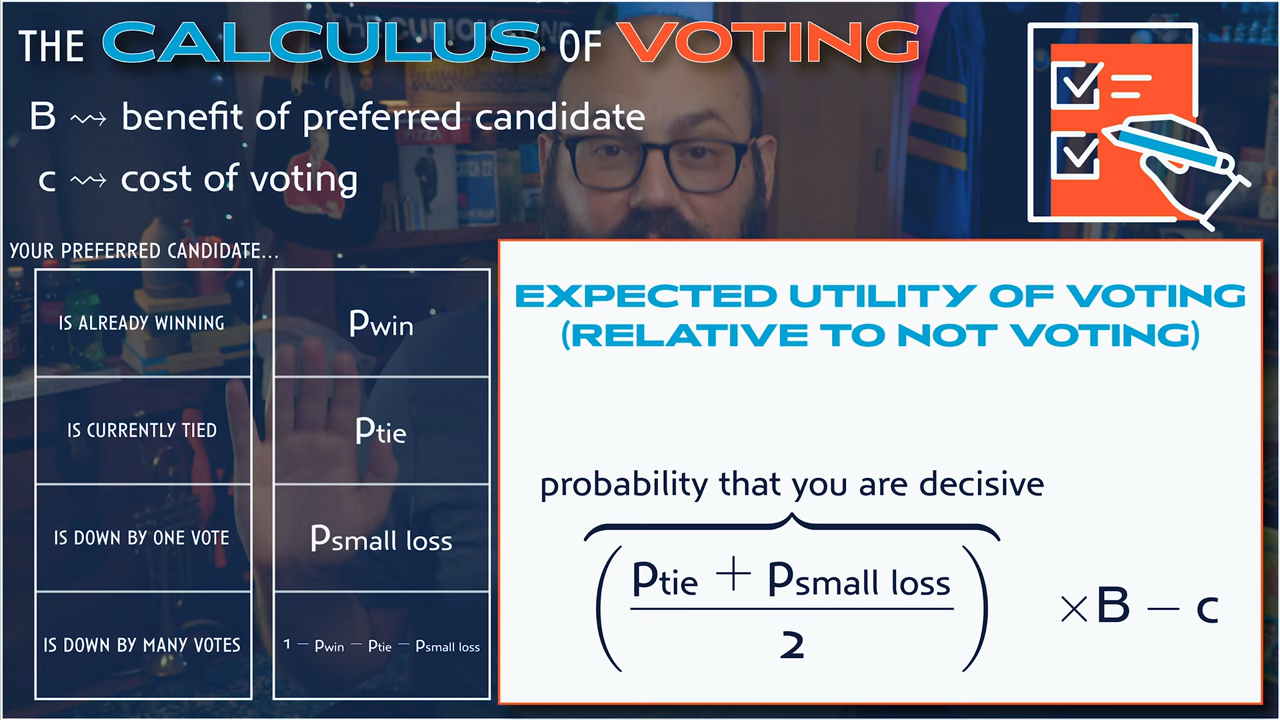 THE CALCULUS OF VOTING
B ⇝ benefit of preferred candidate
c ⇝ cost of voting
YOUR PREFERRED CANDIDATE...
IS ALREADY WINNING
Pwin
IS CURRENTLY TIED
Ptie
IS DOWN BY ONE VOTE
Psmall loss
IS DOWN BY MANY VOTES
1 − Pwin − Ptie − Psmall loss
EXPECTED UTILITY OF VOTING
(RELATIVE TO NOT VOTING)
probability that you are decisive
(Ptie + Psmall loss
2) × B − c
CATCH-22